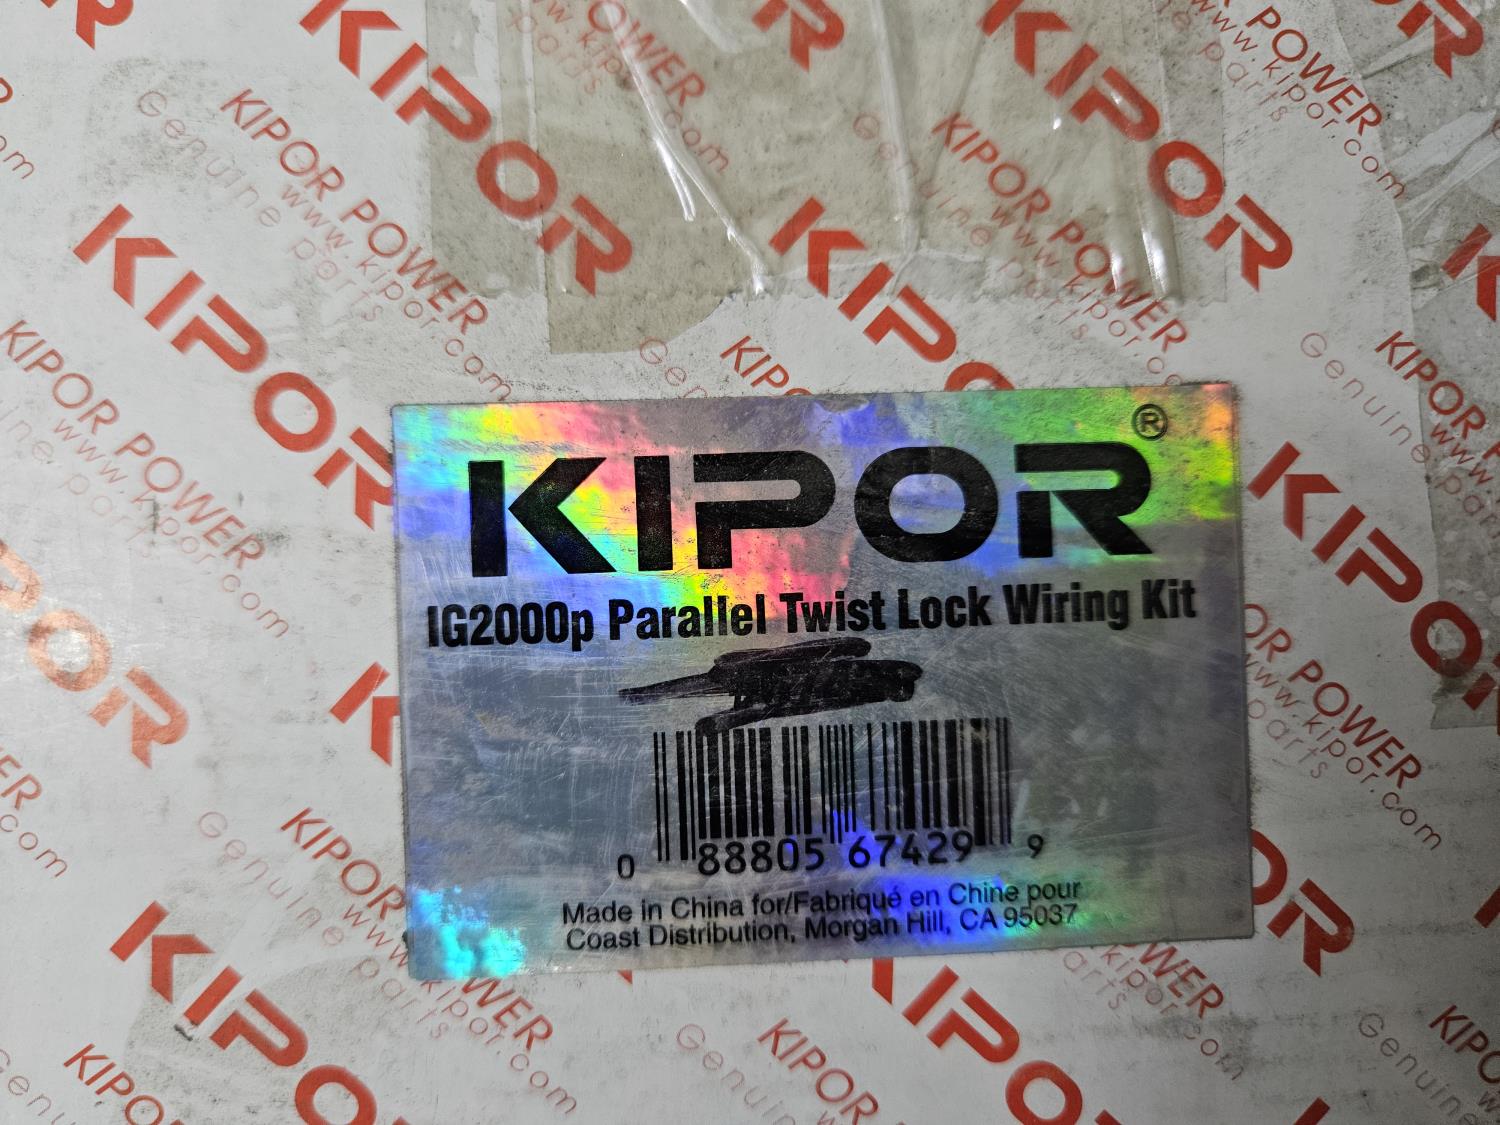 KIPOR®
IG2000p Parallel Twist Lock Wiring Kit
0 88805 67429 9
Made in China for/Fabriqué en Chine pour
Coast Distribution, Morgan Hill, CA 95037
KIPOR
KIPOR POWER
www.kipor.com
Genuine parts